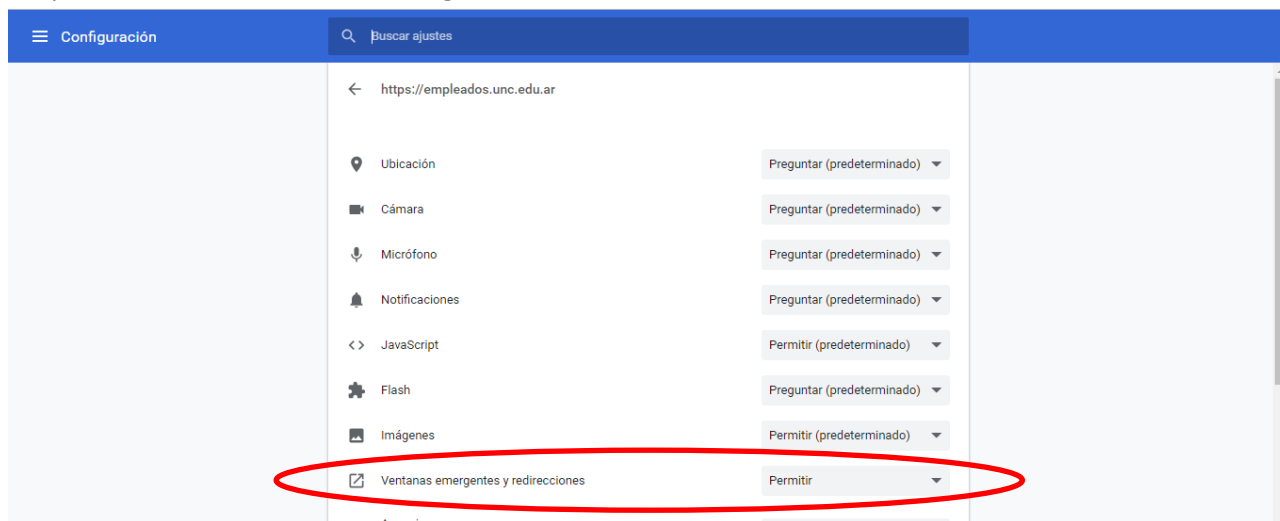 Configuración
Buscar ajustes
https://empleados.unc.edu.ar
Ubicación Preguntar (predeterminado)
Cámara Preguntar (predeterminado)
Micrófono Preguntar (predeterminado)
Notificaciones Preguntar (predeterminado)
<> JavaScript Permitir (predeterminado)
Flash Preguntar (predeterminado)
Imágenes Permitir (predeterminado)
Ventanas emergentes y redirecciones Permitir